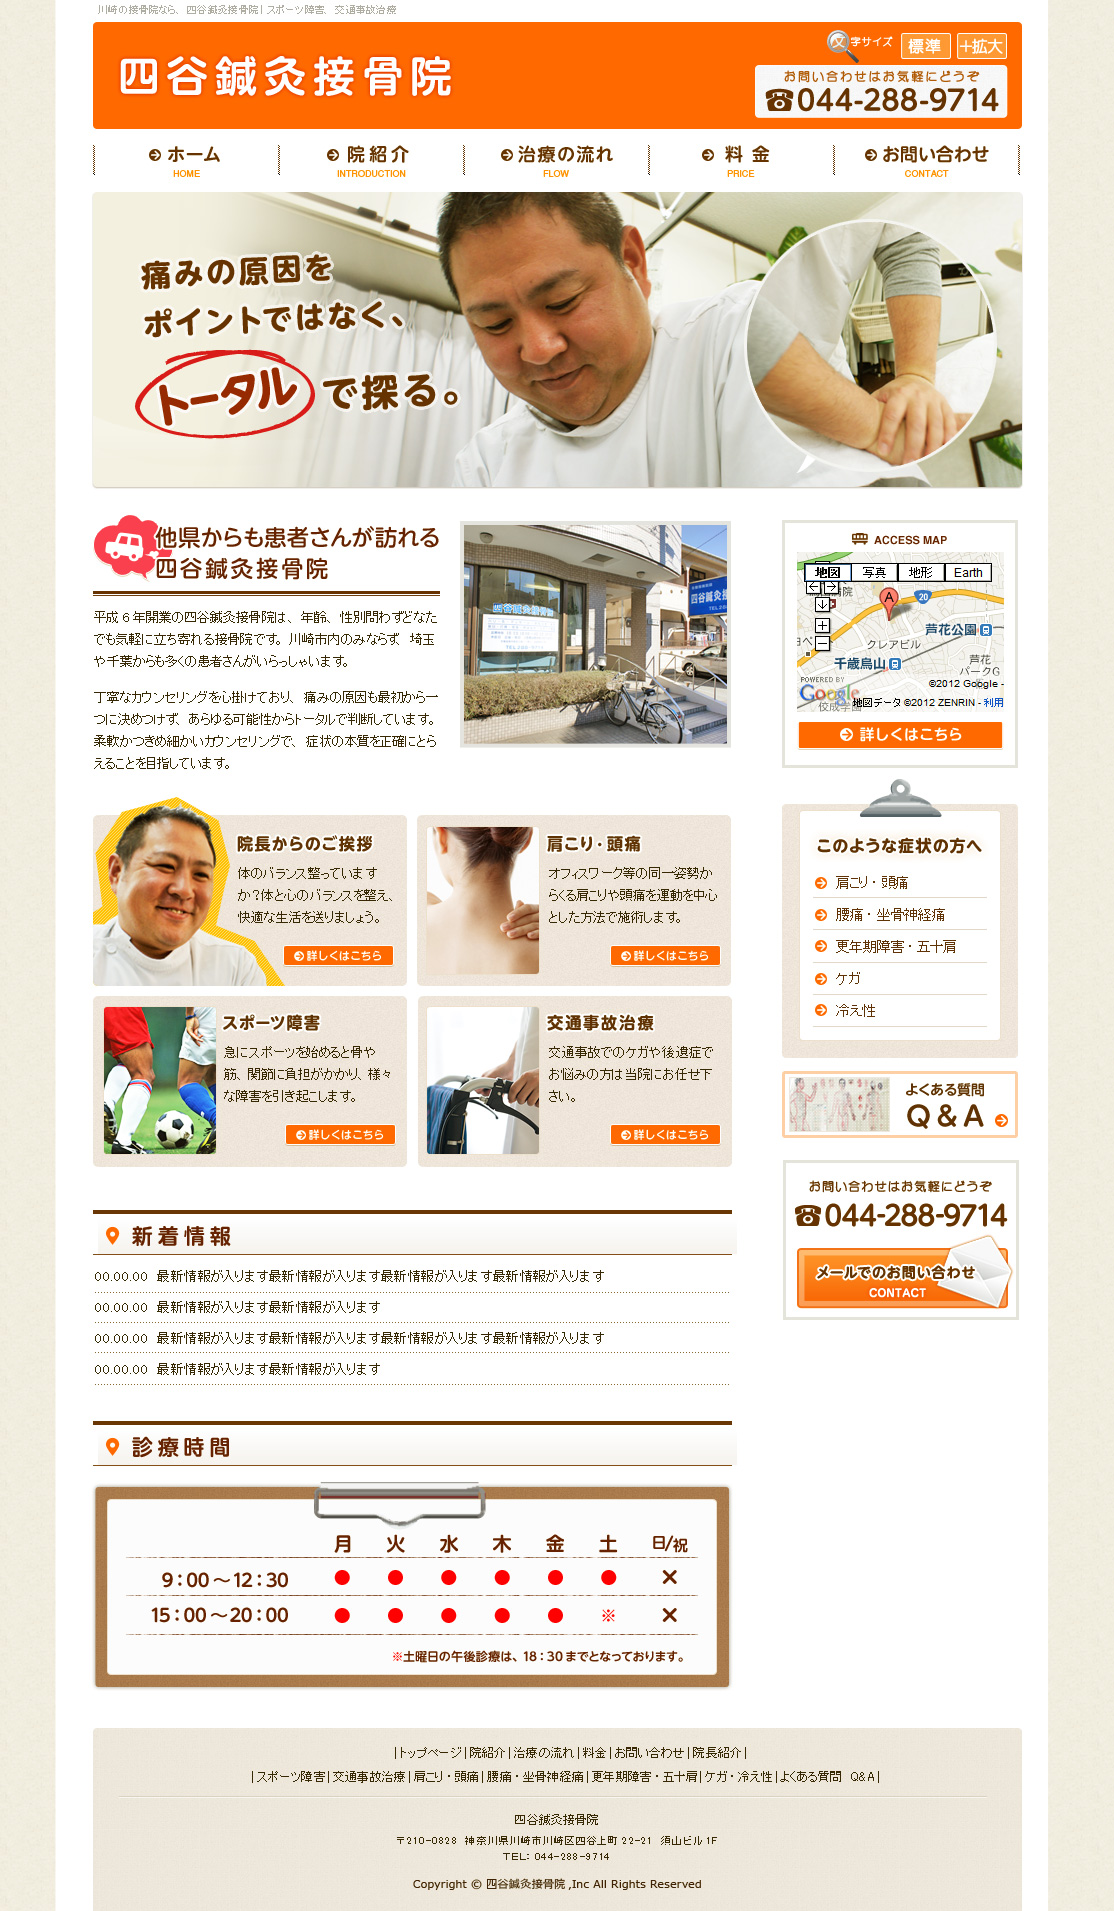 川崎の接骨院なら、四谷鍼灸接骨院 | スポーツ障害、交通事故治療
四谷鍼灸接骨院
文字サイズ 標準 +拡大
お問い合わせはお気軽にどうぞ
☎044-288-9714
ホーム 院紹介 治療の流れ 料金 お問い合わせ
HOME INTRODUCTION FLOW PRICE CONTACT
痛みの原因を
ポイントではなく、
トータルで探る。
他県からも患者さんが訪れる
四谷鍼灸接骨院
平成6年開業の四谷鍼灸接骨院は、年齢、性別問わずどなた
でも気軽に立ち寄れる接骨院です。川崎市内のみならず、埼玉
や千葉からも多くの患者さんがいらっしゃいます。
丁寧なカウンセリングを心掛けており、痛みの原因も最初から一
つに決めつけず、あらゆる可能性からトータルで判断しています。
柔軟かつきめ細かいカウンセリングで、症状の本質を正確にとら
えることを目指しています。
四谷鍼灸接骨院
ACCESS MAP
地図 写真 地形 Earth
A
20
芦花公園
クレアビル
千歳烏山
芦花
パークG
POWERED BY
Google
©2012 Google -
地図データ ©2012 ZENRIN - 利用
詳しくはこちら
院長からのご挨拶
体のバランス整っています
か？体と心のバランスを整え、
快適な生活を送りましょう。
詳しくはこちら
肩こり・頭痛
オフィスワーク等の同一姿勢か
らくる肩こりや頭痛を運動を中心
とした方法で施術します。
詳しくはこちら
スポーツ障害
急にスポーツを始めると骨や
筋、関節に負担がかかり、様々
な障害を引き起こします。
詳しくはこちら
交通事故治療
交通事故でのケガや後遺症で
お悩みの方は当院にお任せ下
さい。
詳しくはこちら
このような症状の方へ
肩こり・頭痛
腰痛・坐骨神経痛
更年期障害・五十肩
ケガ
冷え性
よくある質問
Q&A
お問い合わせはお気軽にどうぞ
☎044-288-9714
メールでのお問い合わせ
CONTACT
新着情報
00.00.00 最新情報が入ります最新情報が入ります最新情報が入ります最新情報が入ります
00.00.00 最新情報が入ります最新情報が入ります
00.00.00 最新情報が入ります最新情報が入ります最新情報が入ります最新情報が入ります
00.00.00 最新情報が入ります最新情報が入ります
診療時間
月 火 水 木 金 土 日/祝
9:00〜12:30 ● ● ● ● ● ● ×
15:00〜20:00 ● ● ● ● ● ※ ×
※土曜日の午後診療は、18:30までとなっております。
|トップページ|院紹介|治療の流れ|料金|お問い合わせ|院長紹介|
|スポーツ障害|交通事故治療|肩こり・頭痛|腰痛・坐骨神経痛|更年期障害・五十肩|ケガ・冷え性|よくある質問 Q&A|
四谷鍼灸接骨院
〒210-0828 神奈川県川崎市川崎区四谷上町22-21 須山ビル1F
TEL: 044-288-9714
Copyright © 四谷鍼灸接骨院 ,Inc All Rights Reserved